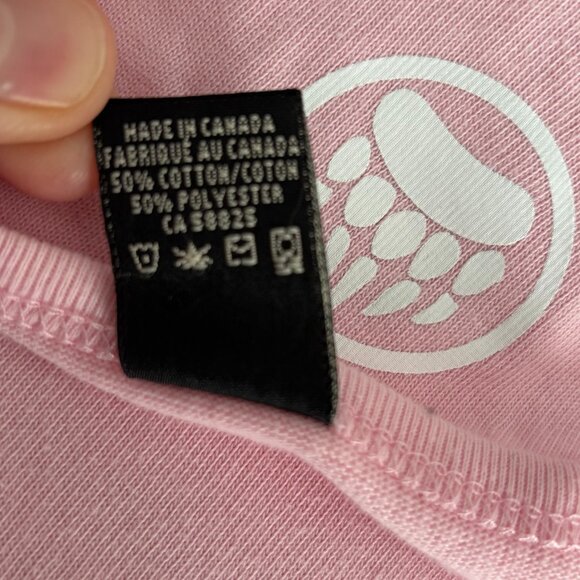 MADE IN CANADA
FABRIQUÉ AU CANADA
50% COTTON/COTON
50% POLYESTER
CA 58825